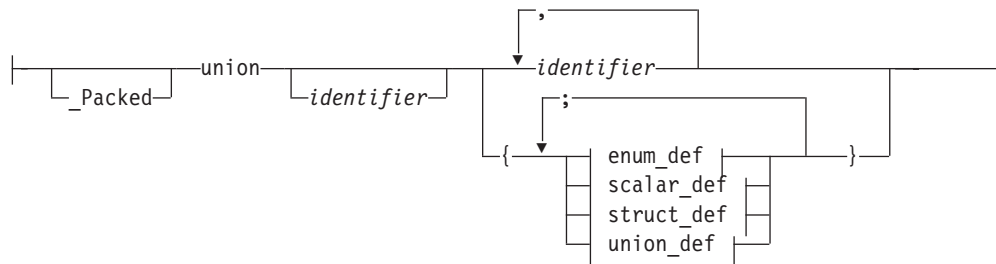 ,
union identifier
_Packed identifier
;
{ enum_def }
scalar_def
struct_def
union_def